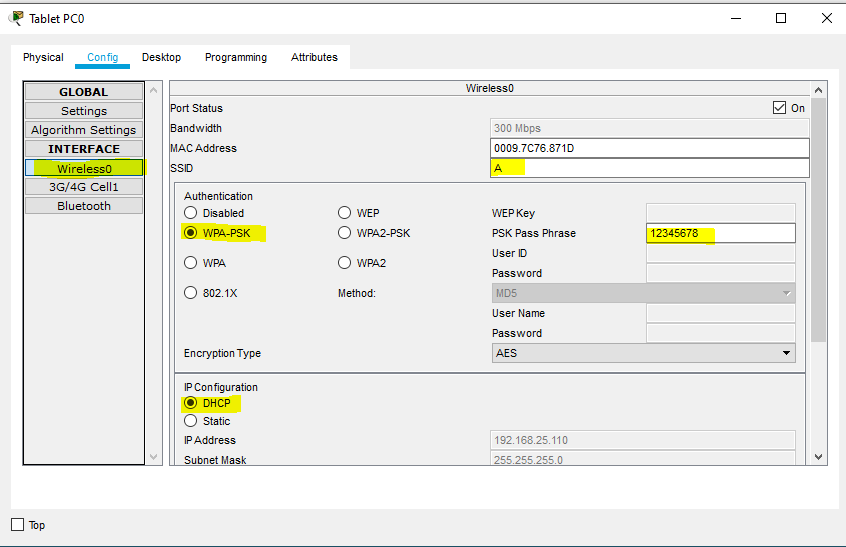 Tablet PC0
Physical Config Desktop Programming Attributes
GLOBAL
Settings
Algorithm Settings
INTERFACE
Wireless0
3G/4G Cell1
Bluetooth
Wireless0
Port Status On
Bandwidth 300 Mbps
MAC Address 0009.7C76.871D
SSID A
Authentication
Disabled WEP WEP Key
WPA-PSK WPA2-PSK PSK Pass Phrase 12345678
User ID
WPA WPA2
Password
802.1X Method: MD5
User Name
Password
Encryption Type AES
IP Configuration
DHCP
Static
IP Address 192.168.25.110
Subnet Mask 255.255.255.0
Top